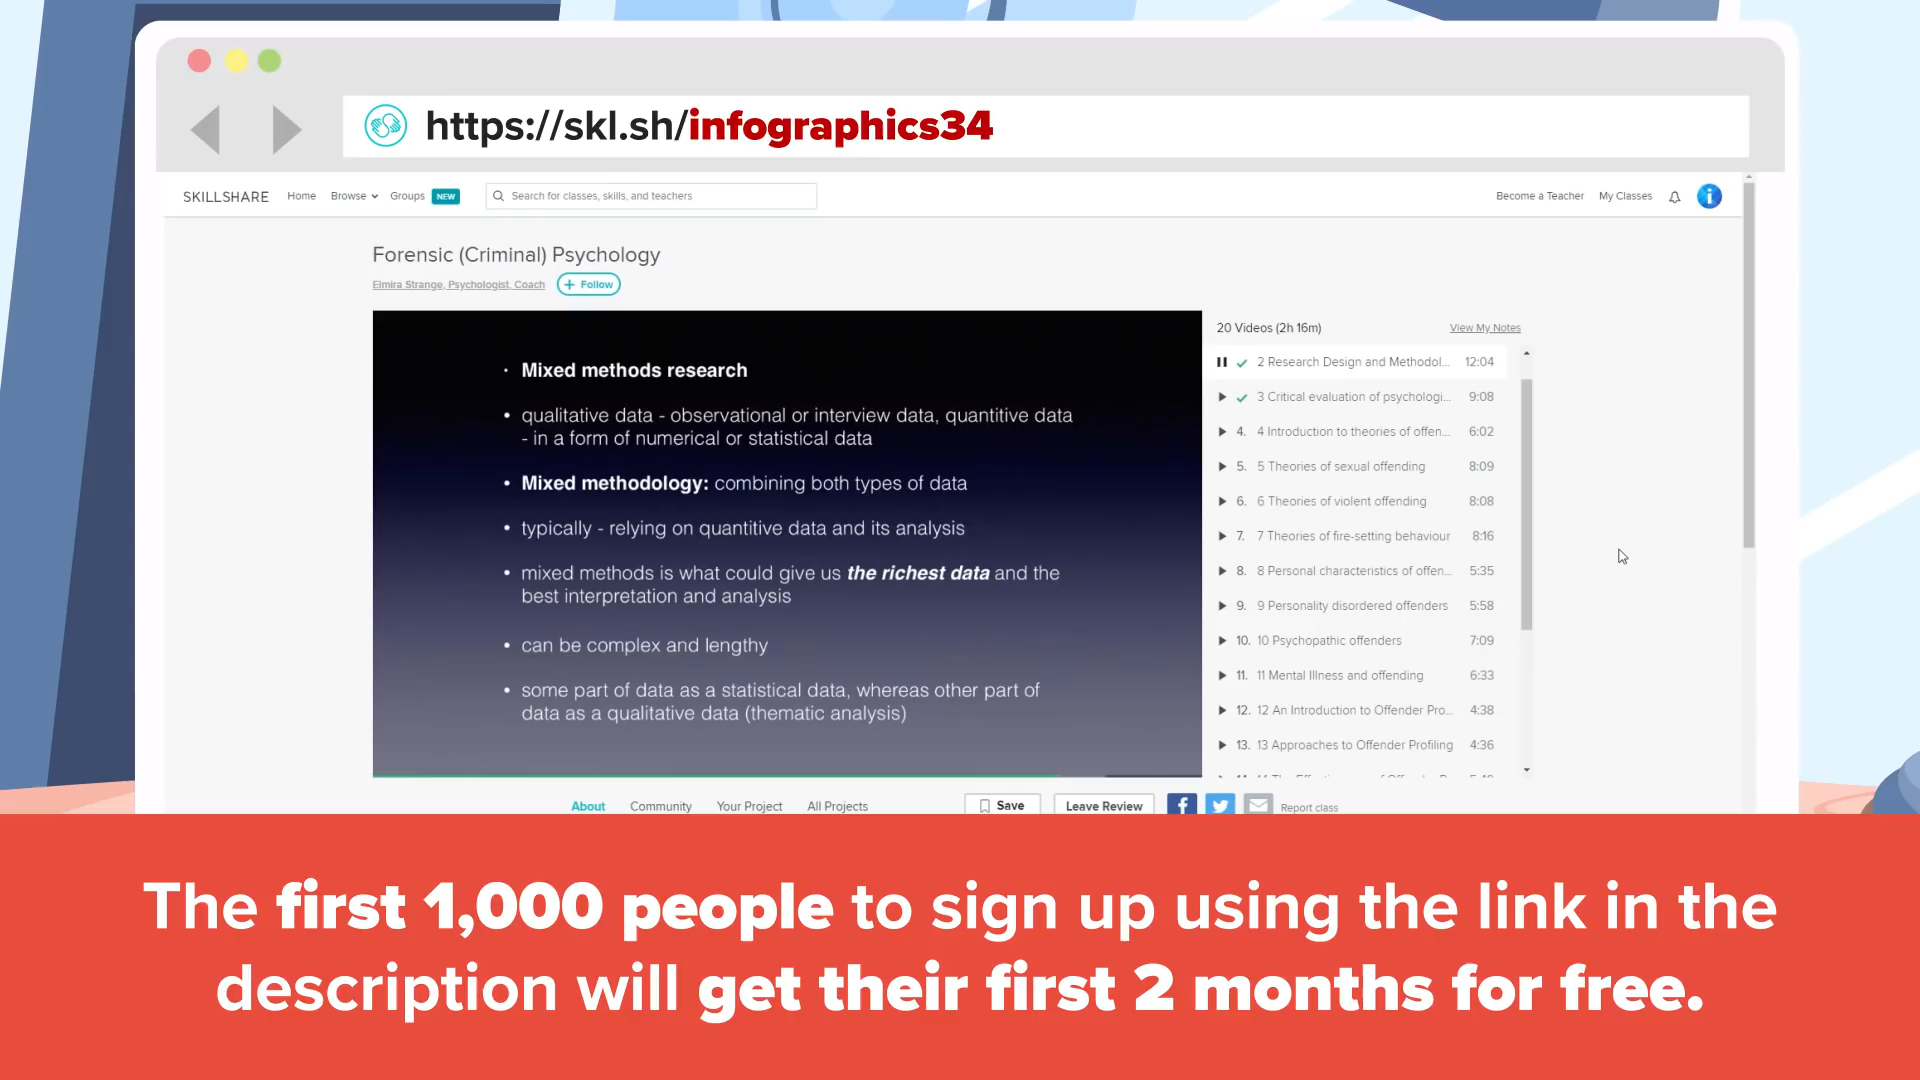 https://skl.sh/infographics34
SKILLSHARE Home Browse Groups NEW Search for classes, skills, and teachers Become a Teacher My Classes
Forensic (Criminal) Psychology
Elmira Strange, Psychologist, Coach + Follow
• Mixed methods research
• qualitative data - observational or interview data, quantitive data
- in a form of numerical or statistical data
• Mixed methodology: combining both types of data
• typically - relying on quantitive data and its analysis
• mixed methods is what could give us the richest data and the
best interpretation and analysis
• can be complex and lengthy
• some part of data as a statistical data, whereas other part of
data as a qualitative data (thematic analysis)
20 Videos (2h 16m) View My Notes
2 Research Design and Methodol... 12:04
3 Critical evaluation of psychologi... 9:08
4. 4 Introduction to theories of offen... 6:02
5. 5 Theories of sexual offending 8:09
6. 6 Theories of violent offending 8:08
7. 7 Theories of fire-setting behaviour 8:16
8. 8 Personal characteristics of offen... 5:35
9. 9 Personality disordered offenders 5:58
10. 10 Psychopathic offenders 7:09
11. 11 Mental Illness and offending 6:33
12. 12 An Introduction to Offender Pro... 4:38
13. 13 Approaches to Offender Profiling 4:36
About Community Your Project All Projects Save Leave Review Report class
The first 1,000 people to sign up using the link in the
description will get their first 2 months for free.